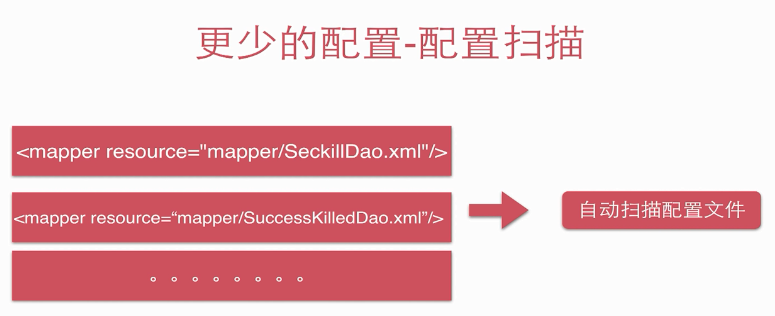 更少的配置-配置扫描
<mapper resource="mapper/SeckillDao.xml"/>
<mapper resource=“mapper/SuccessKilledDao.xml”/>
自动扫描配置文件
。。。。。。。。